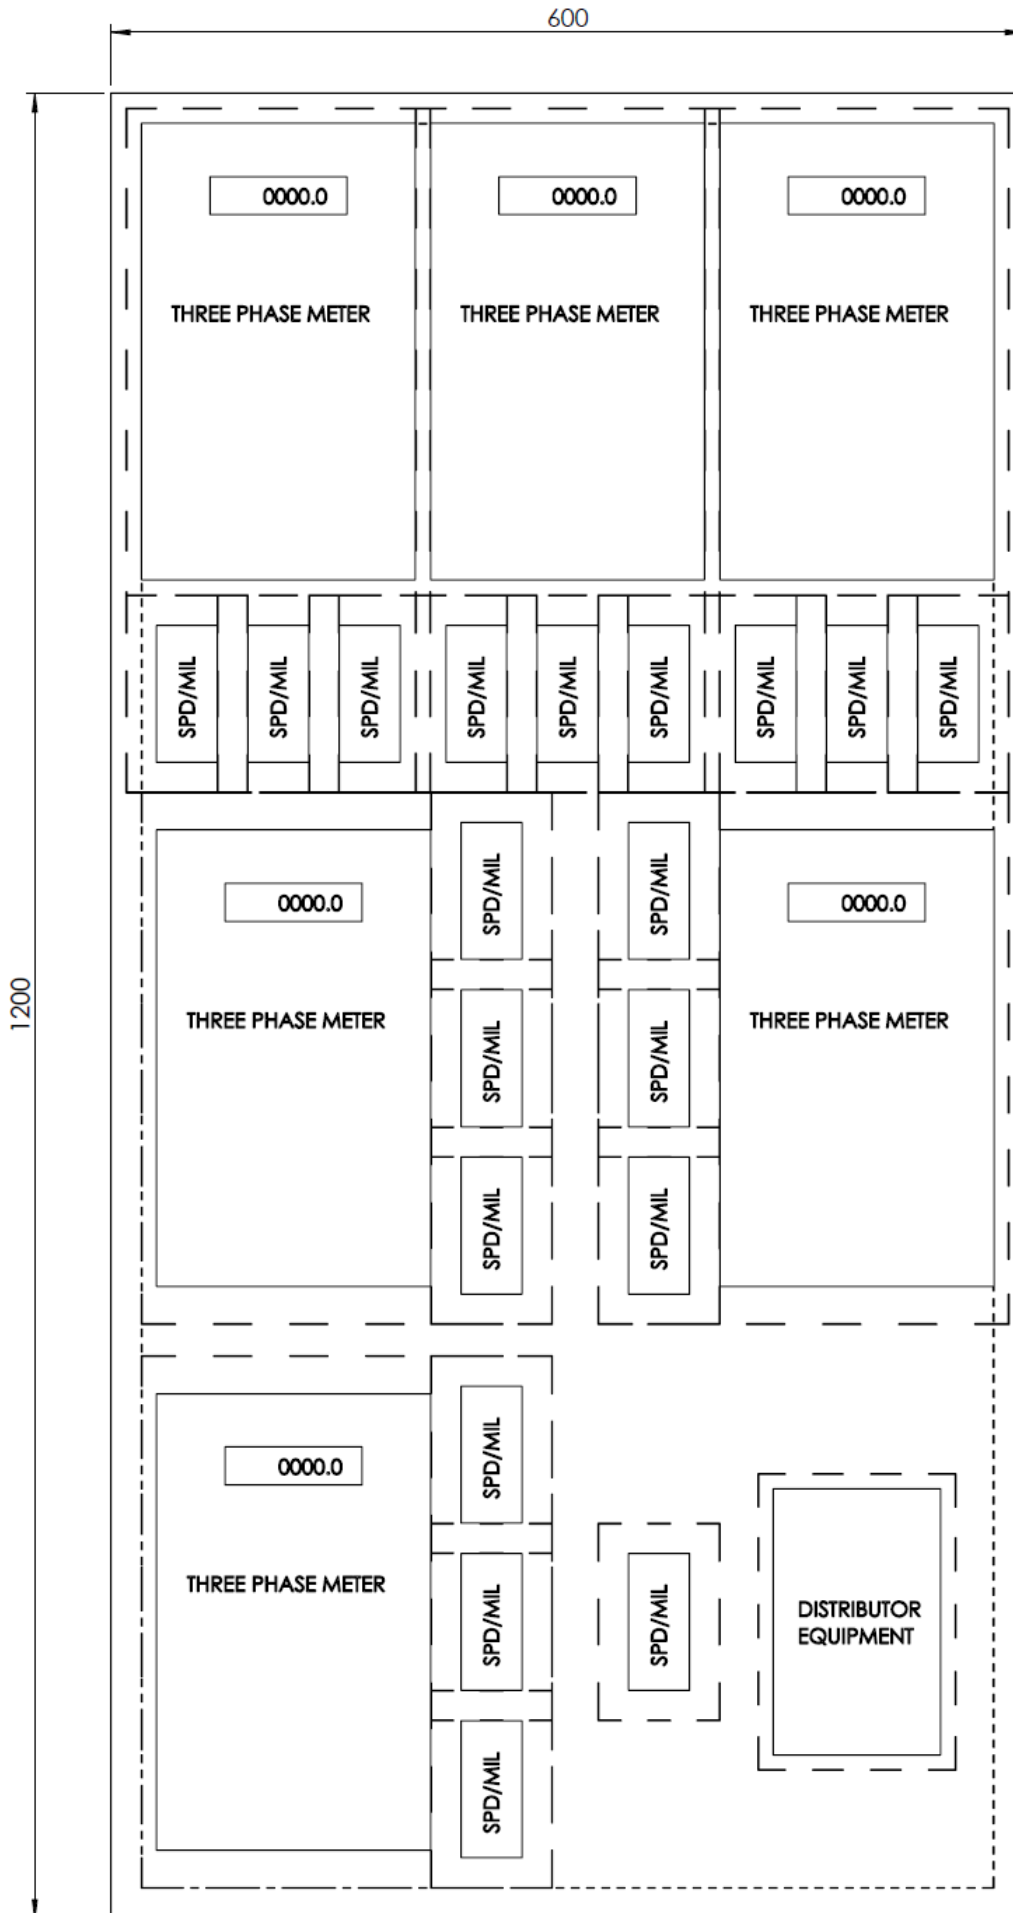 600
0000.0
0000.0
0000.0
THREE PHASE METER
THREE PHASE METER
THREE PHASE METER
SPD/MIL
SPD/MIL
SPD/MIL
SPD/MIL
SPD/MIL
SPD/MIL
SPD/MIL
SPD/MIL
SPD/MIL
0000.0
SPD/MIL
SPD/MIL
0000.0
1200
THREE PHASE METER
SPD/MIL
SPD/MIL
THREE PHASE METER
SPD/MIL
SPD/MIL
0000.0
SPD/MIL
THREE PHASE METER
SPD/MIL
SPD/MIL
DISTRIBUTOR
EQUIPMENT
SPD/MIL